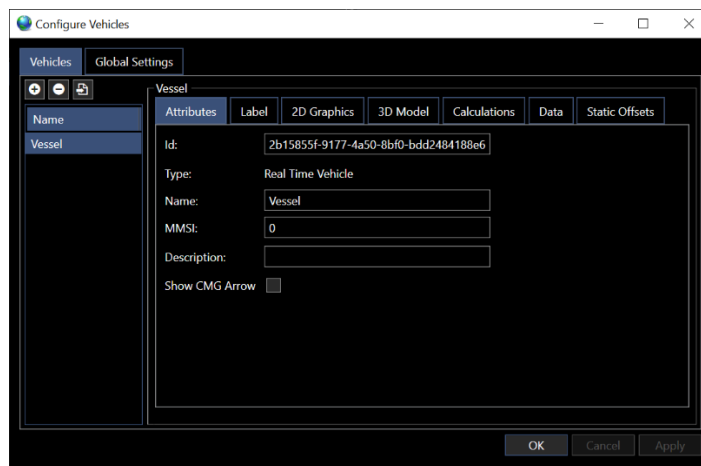 Configure Vehicles
Vehicles Global Settings
Vessel
Name
Vessel
Attributes Label 2D Graphics 3D Model Calculations Data Static Offsets
Id: 2b15855f-9177-4a50-8bf0-bdd2484188e6
Type: Real Time Vehicle
Name: Vessel
MMSI: 0
Description:
Show CMG Arrow
OK Cancel Apply